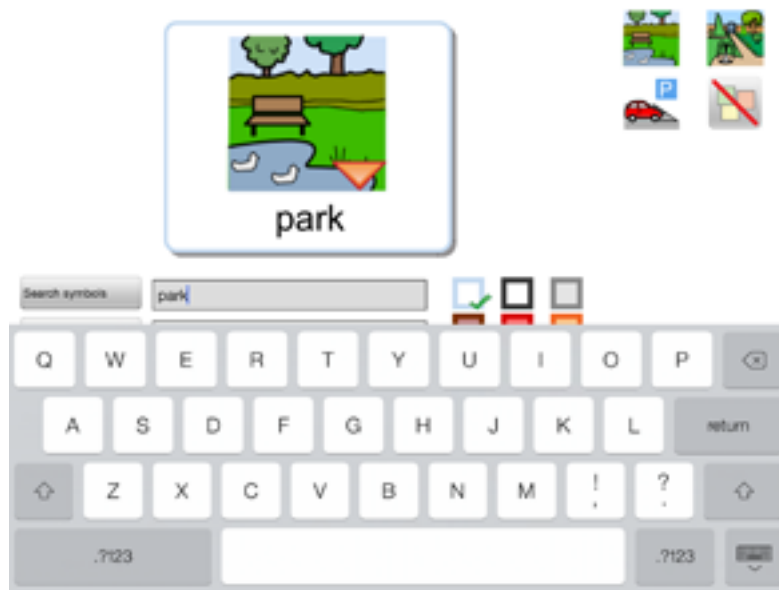 P
park
Search symbols
park
Q W E R T Y U I O P
A S D F G H J K L return
Z X C V B N M ! , ? .
.?123 .?123